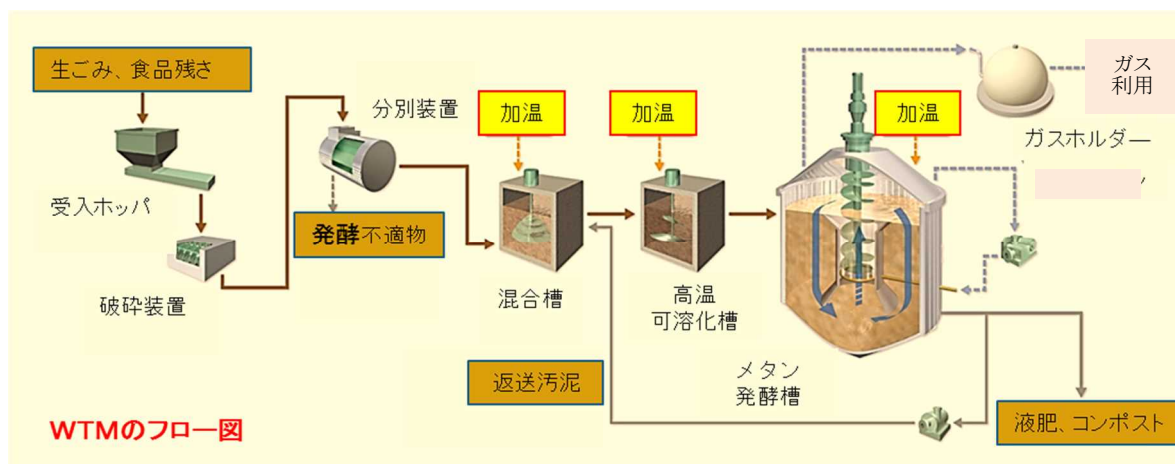 生ごみ、食品残さ
受入ホッパ
破砕装置
分別装置
発酵不適物
加温
混合槽
加温
高温
可溶化槽
加温
メタン
発酵槽
ガス
利用
ガスホルダー
返送汚泥
液肥、コンポスト
WTMのフロー図